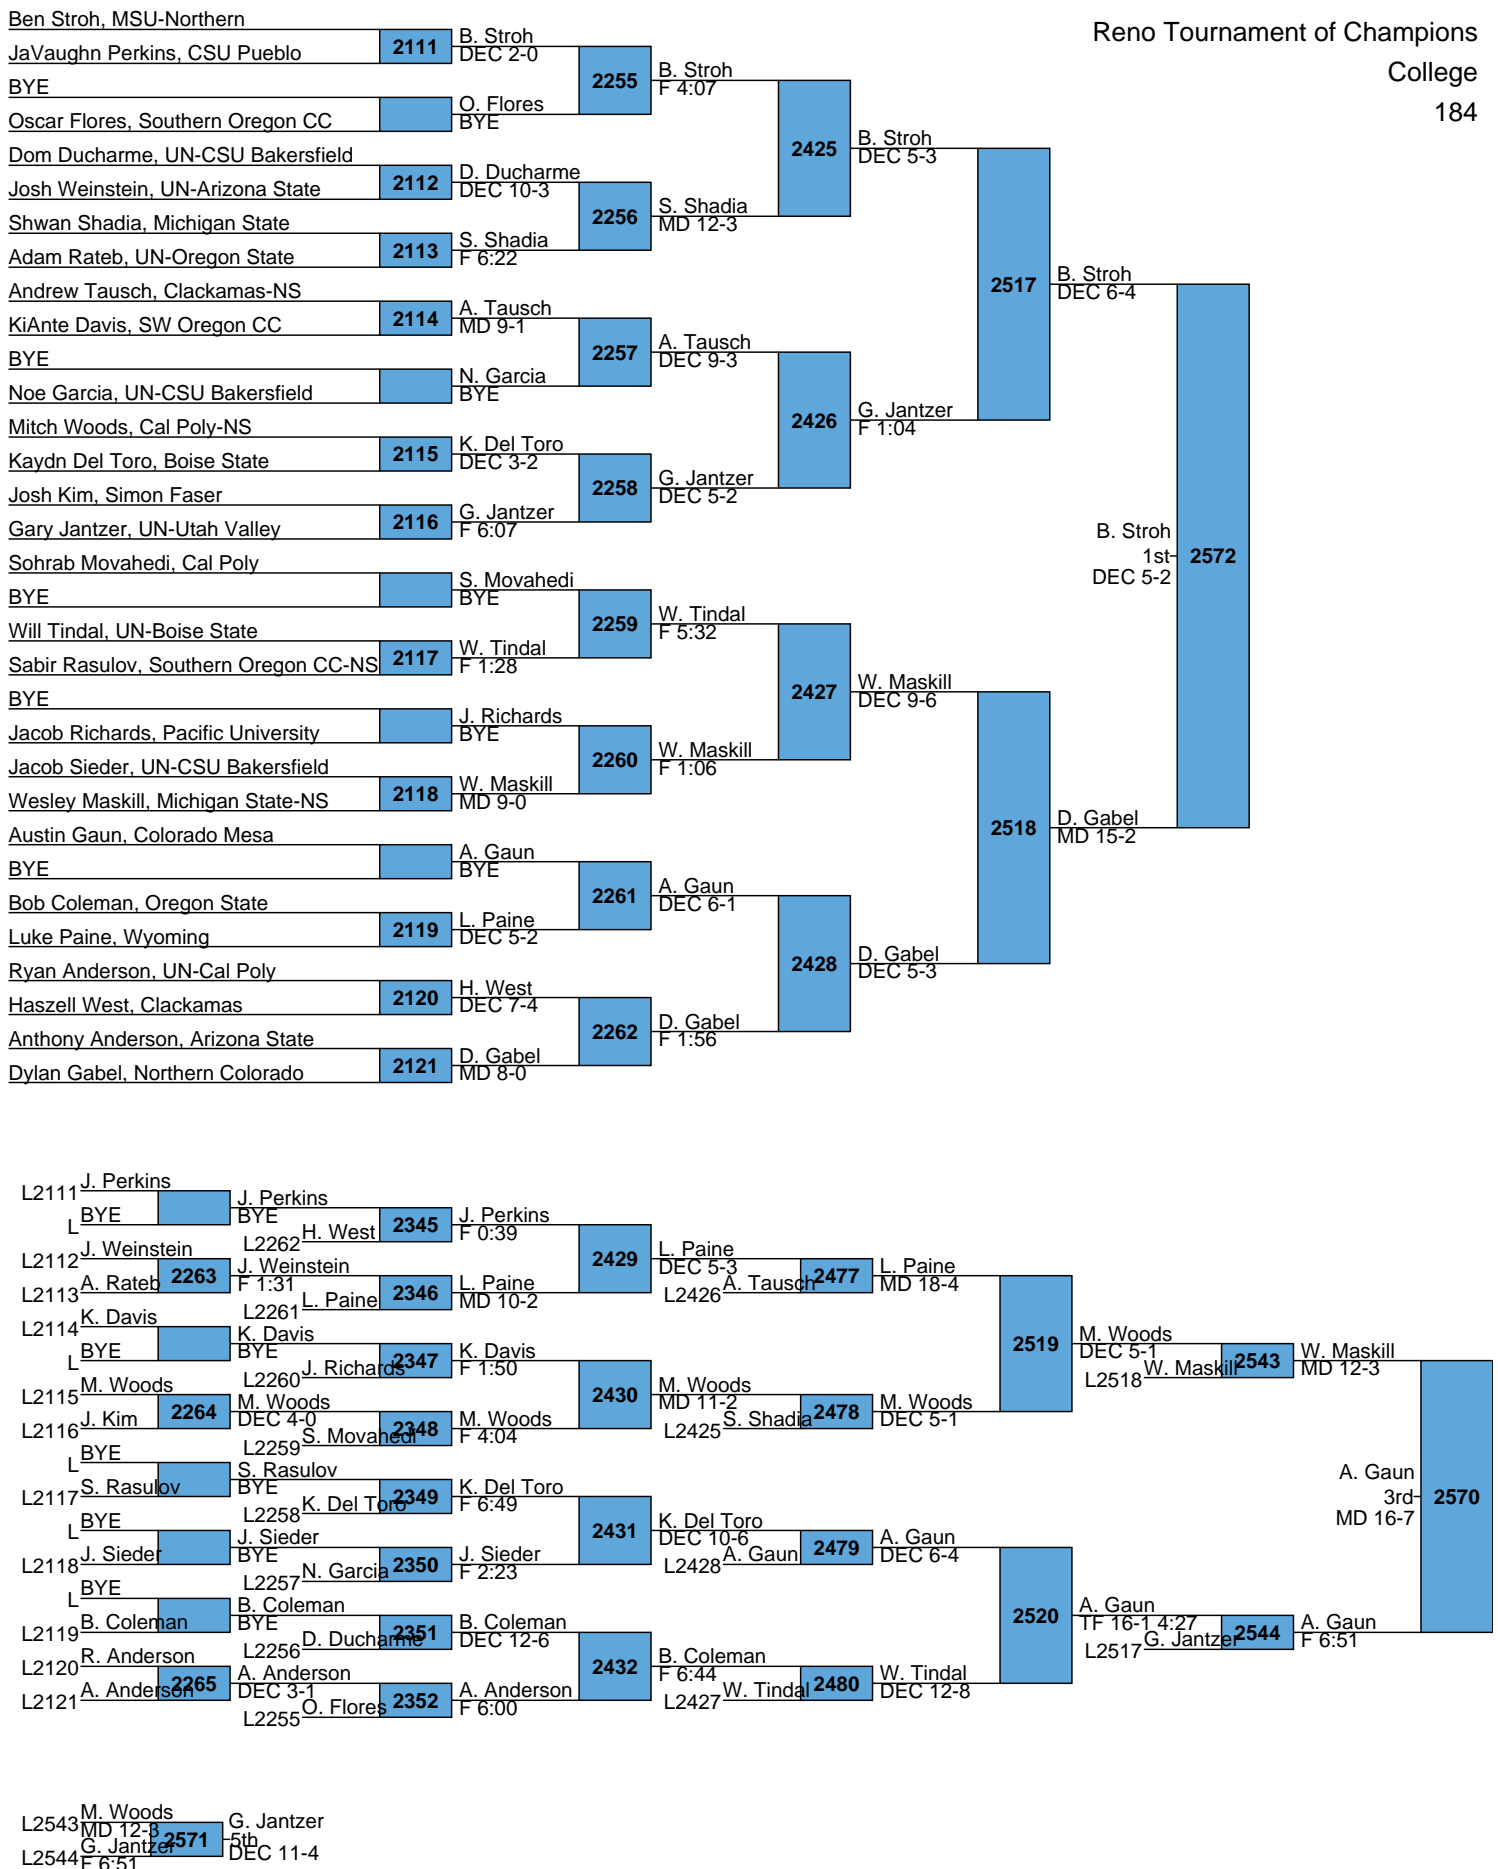 Reno Tournament of Champions
College
184
Ben Stroh, MSU-Northern
JaVaughn Perkins, CSU Pueblo
BYE
Oscar Flores, Southern Oregon CC
Dom Ducharme, UN-CSU Bakersfield
Josh Weinstein, UN-Arizona State
Shwan Shadia, Michigan State
Adam Rateb, UN-Oregon State
Andrew Tausch, Clackamas-NS
KiAnte Davis, SW Oregon CC
BYE
Noe Garcia, UN-CSU Bakersfield
Mitch Woods, Cal Poly-NS
Kaydn Del Toro, Boise State
Josh Kim, Simon Faser
Gary Jantzer, UN-Utah Valley
Sohrab Movahedi, Cal Poly
BYE
Will Tindal, UN-Boise State
Sabir Rasulov, Southern Oregon CC-NS
BYE
Jacob Richards, Pacific University
Jacob Sieder, UN-CSU Bakersfield
Wesley Maskill, Michigan State-NS
Austin Gaun, Colorado Mesa
BYE
Bob Coleman, Oregon State
Luke Paine, Wyoming
Ryan Anderson, UN-Cal Poly
Haszell West, Clackamas
Anthony Anderson, Arizona State
Dylan Gabel, Northern Colorado
2111
2112
2113
2114
2115
2116
2117
2118
2119
2120
2121
B. Stroh
DEC 2-0
O. Flores
BYE
D. Ducharme
DEC 10-3
S. Shadia
F 6:22
A. Tausch
MD 9-1
N. Garcia
BYE
K. Del Toro
DEC 3-2
G. Jantzer
F 6:07
S. Movahedi
BYE
W. Tindal
F 1:28
J. Richards
BYE
W. Maskill
MD 9-0
A. Gaun
BYE
L. Paine
DEC 5-2
H. West
DEC 7-4
D. Gabel
MD 8-0
2255
2256
2257
2258
2259
2260
2261
2262
B. Stroh
F 4:07
S. Shadia
MD 12-3
A. Tausch
DEC 9-3
G. Jantzer
DEC 5-2
W. Tindal
F 5:32
W. Maskill
F 1:06
A. Gaun
DEC 6-1
D. Gabel
F 1:56
2425
2426
2427
2428
B. Stroh
DEC 5-3
G. Jantzer
F 1:04
W. Maskill
DEC 9-6
D. Gabel
DEC 5-3
2517
2518
B. Stroh
DEC 6-4
D. Gabel
MD 15-2
B. Stroh
1st
DEC 5-2
2572
L2111 J. Perkins
L BYE
L2112 J. Weinstein
L2113 A. Rateb
L2114 K. Davis
L BYE
L2115 M. Woods
L2116 J. Kim
L BYE
L2117 S. Rasulov
L BYE
L2118 J. Sieder
L BYE
L2119 B. Coleman
L2120 R. Anderson
L2121 A. Anderson
2263
2264
2265
J. Perkins
BYE
L2262 H. West
J. Weinstein
F 1:31
L2261 L. Paine
K. Davis
BYE
L2260 J. Richards
M. Woods
DEC 4-0
L2259 S. Movahedi
S. Rasulov
BYE
L2258 K. Del Toro
J. Sieder
BYE
L2257 N. Garcia
B. Coleman
BYE
L2256 D. Ducharme
A. Anderson
DEC 3-1
L2255 O. Flores
2345
2346
2347
2348
2349
2350
2351
2352
J. Perkins
F 0:39
L. Paine
MD 10-2
K. Davis
F 1:50
M. Woods
F 4:04
K. Del Toro
F 6:49
J. Sieder
F 2:23
B. Coleman
DEC 12-6
A. Anderson
F 6:00
2429
2430
2431
2432
L. Paine
DEC 5-3
L2426 A. Tausch
M. Woods
MD 11-2
L2425 S. Shadia
K. Del Toro
DEC 10-6
L2428 A. Gaun
B. Coleman
F 6:44
L2427 W. Tindal
2477
2478
2479
2480
L. Paine
MD 18-4
M. Woods
DEC 5-1
A. Gaun
DEC 6-4
W. Tindal
DEC 12-8
2519
2520
M. Woods
DEC 5-1
L2518 W. Maskill
A. Gaun
TF 16-1 4:27
L2517 G. Jantzer
2543
2544
W. Maskill
MD 12-3
A. Gaun
F 6:51
A. Gaun
3rd
MD 16-7
2570
L2543 M. Woods
MD 12-3
L2544 G. Jantzer
F 6:51
2571
G. Jantzer
5th
DEC 11-4